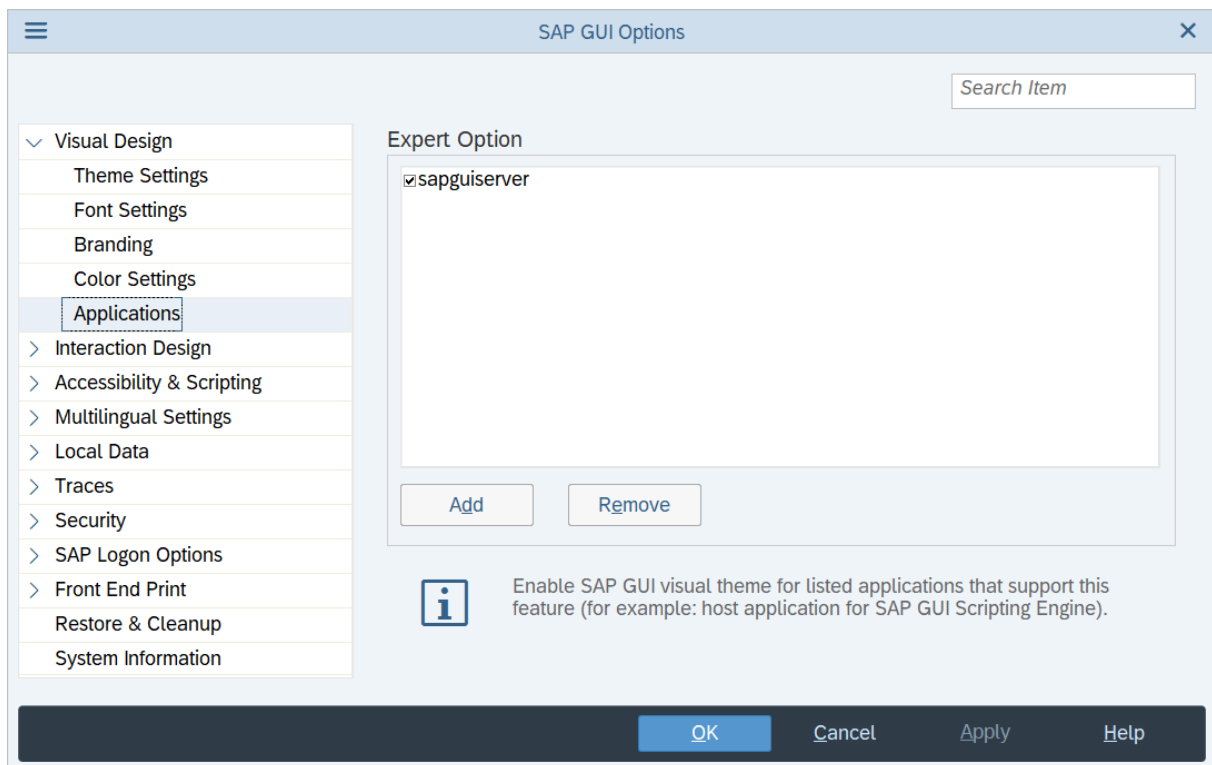 SAP GUI Options
Search Item
Visual Design
Theme Settings
Font Settings
Branding
Color Settings
Applications
Interaction Design
Accessibility & Scripting
Multilingual Settings
Local Data
Traces
Security
SAP Logon Options
Front End Print
Restore & Cleanup
System Information
Expert Option
sapguiserver
Add
Remove
Enable SAP GUI visual theme for listed applications that support this
feature (for example: host application for SAP GUI Scripting Engine).
OK
Cancel
Apply
Help